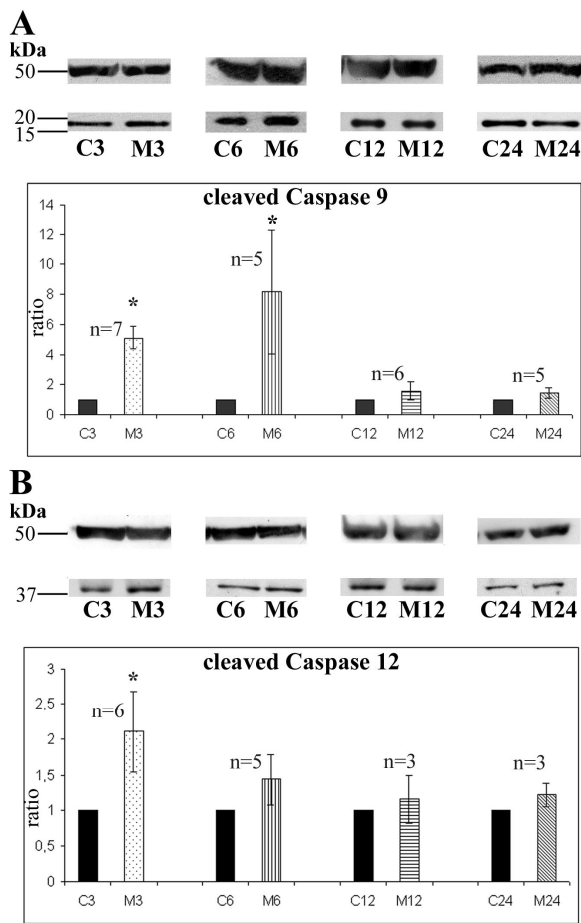 A
kDa
50
20
15
C3 M3 C6 M6 C12 M12 C24 M24
cleaved Caspase 9
14
12
10
8
6
4
2
0
ratio
n=7
*
n=5
*
n=6
n=5
C3 M3 C6 M6 C12 M12 C24 M24
B
kDa
50
37
C3 M3 C6 M6 C12 M12 C24 M24
cleaved Caspase 12
3
2,5
2
1,5
1
0,5
0
ratio
n=6
*
n=5
n=3
n=3
C3 M3 C6 M6 C12 M12 C24 M24